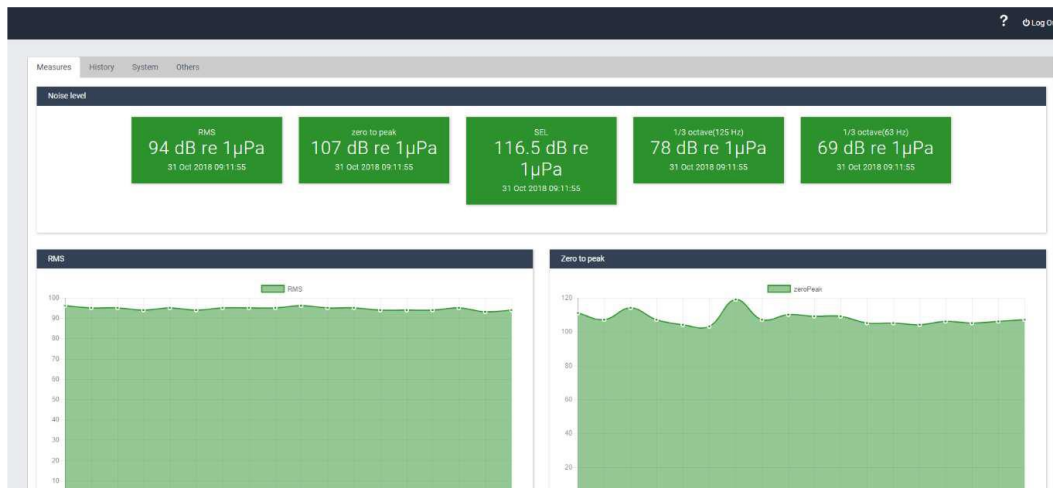 ?
Log O
Measures History System Others
Noise level
RMS
94 dB re 1µPa
31 Oct 2018 09:11:55
zero to peak
107 dB re 1µPa
31 Oct 2018 09:11:55
SEL
116.5 dB re
1µPa
31 Oct 2018 09:11:55
1/3 octave(125 Hz)
78 dB re 1µPa
31 Oct 2018 09:11:55
1/3 octave(63 Hz)
69 dB re 1µPa
31 Oct 2018 09:11:55
RMS
RMS
100
90
80
70
60
50
40
30
20
10
Zero to peak
zeroPeak
120
100
80
60
40
20